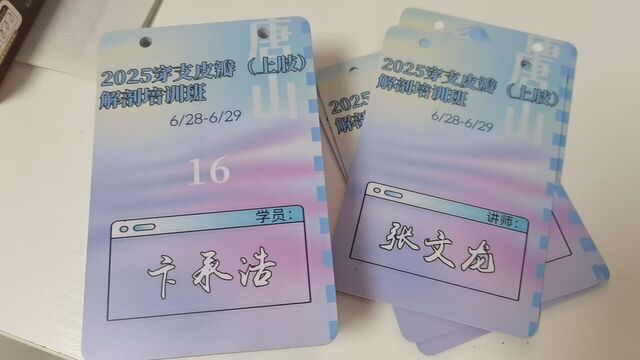 唐山
2025穿支皮瓣（上肢）
解剖培训班
6/28-6/29
16
学员：
卞承浩
唐山
2025穿支皮瓣（上肢）
解剖培训班
6/28-6/29
讲师：
张文龙